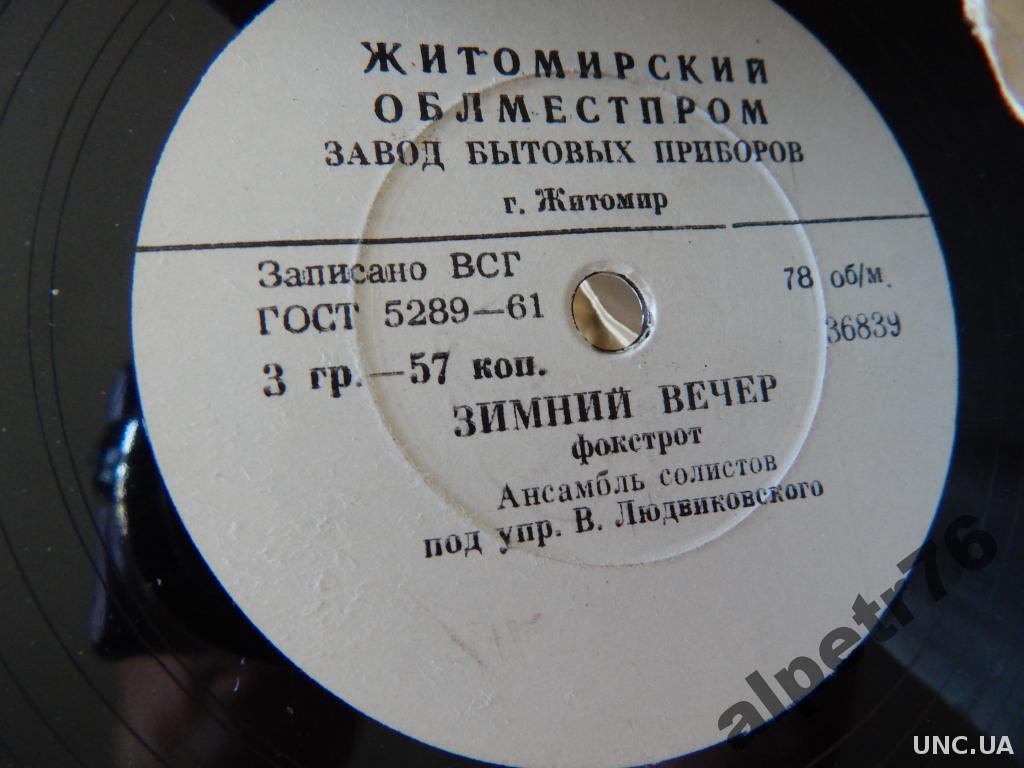 ЖИТОМИРСКИЙ
ОБЛМЕСТПРОМ
ЗАВОД БЫТОВЫХ ПРИБОРОВ
г. Житомир
Записано ВСГ
ГОСТ 5289—61
3 гр.—57 коп.
78 об/м.
36839
ЗИМНИЙ ВЕЧЕР
фокстрот
Ансамбль солистов
под упр. В. Людвиковского
alpetr76
UNC.UA